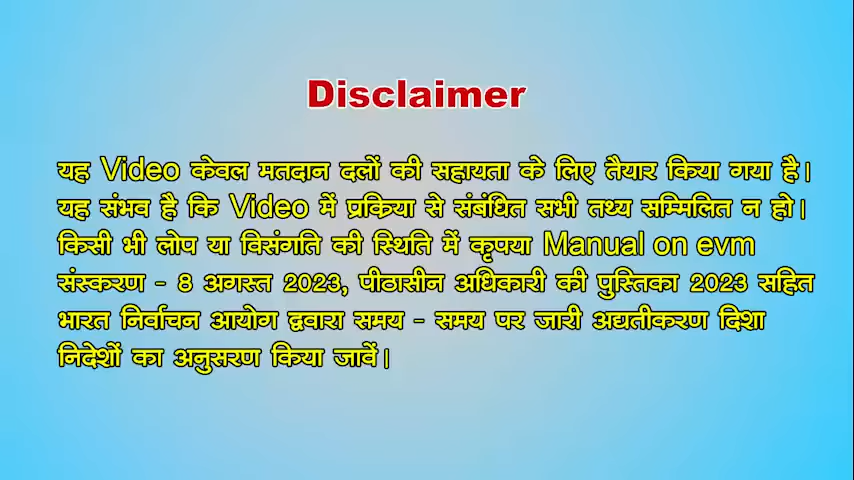 Disclaimer
यह Video केवल मतदान दलों की सहायता के लिए तैयार किया गया है।
यह संभव है कि Video में प्रक्रिया से संबंधित सभी तथ्य सम्मिलित न हो।
किसी भी लोप या विसंगति की स्थिति में कृपया Manual on evm
संस्करण - 8 अगस्त 2023, पीठासीन अधिकारी की पुस्तिका 2023 सहित
भारत निर्वाचन आयोग द्वारा समय - समय पर जारी अद्यतीकरण दिशा
निदेशों का अनुसरण किया जावें।